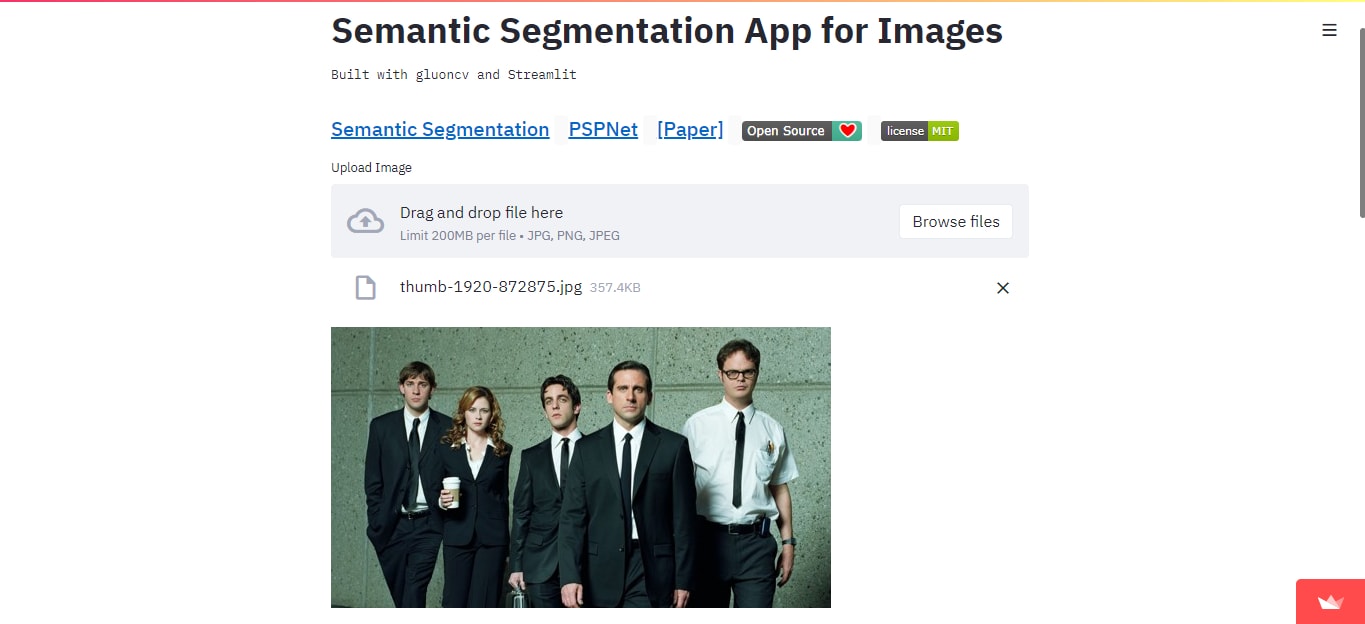 Semantic Segmentation App for Images
Built with gluoncv and Streamlit
Semantic Segmentation PSPNet [Paper] Open Source license MIT
Upload Image
Drag and drop file here
Limit 200MB per file • JPG, PNG, JPEG
Browse files
thumb-1920-872875.jpg 357.4KB